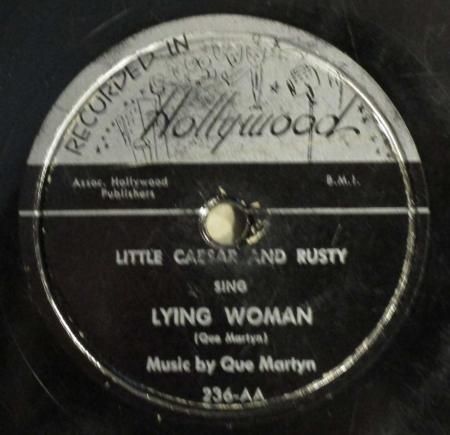 RECORDED IN
Hollywood
Assoc. Hollywood
Publishers
B.M.I.
LITTLE CAESAR AND RUSTY
SING
LYING WOMAN
(Que Martyn)
Music by Que Martyn
236-AA